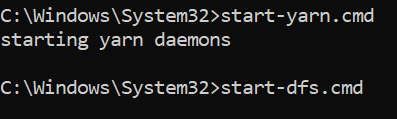 C:\Windows\System32>start-yarn.cmd
starting yarn daemons
C:\Windows\System32>start-dfs.cmd